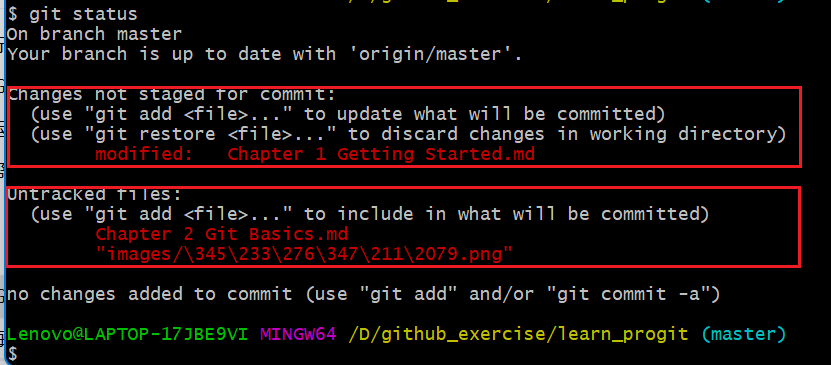 $ git status
On branch master
Your branch is up to date with 'origin/master'.
Changes not staged for commit:
(use "git add <file>..." to update what will be committed)
(use "git restore <file>..." to discard changes in working directory)
modified: Chapter 1 Getting Started.md
Untracked files:
(use "git add <file>..." to include in what will be committed)
Chapter 2 Git Basics.md
"images/\345\233\276\347\211\2079.png"
no changes added to commit (use "git add" and/or "git commit -a")
Lenovo@LAPTOP-17JBE9VI MINGW64 /D/github_exercise/learn_progit (master)
$